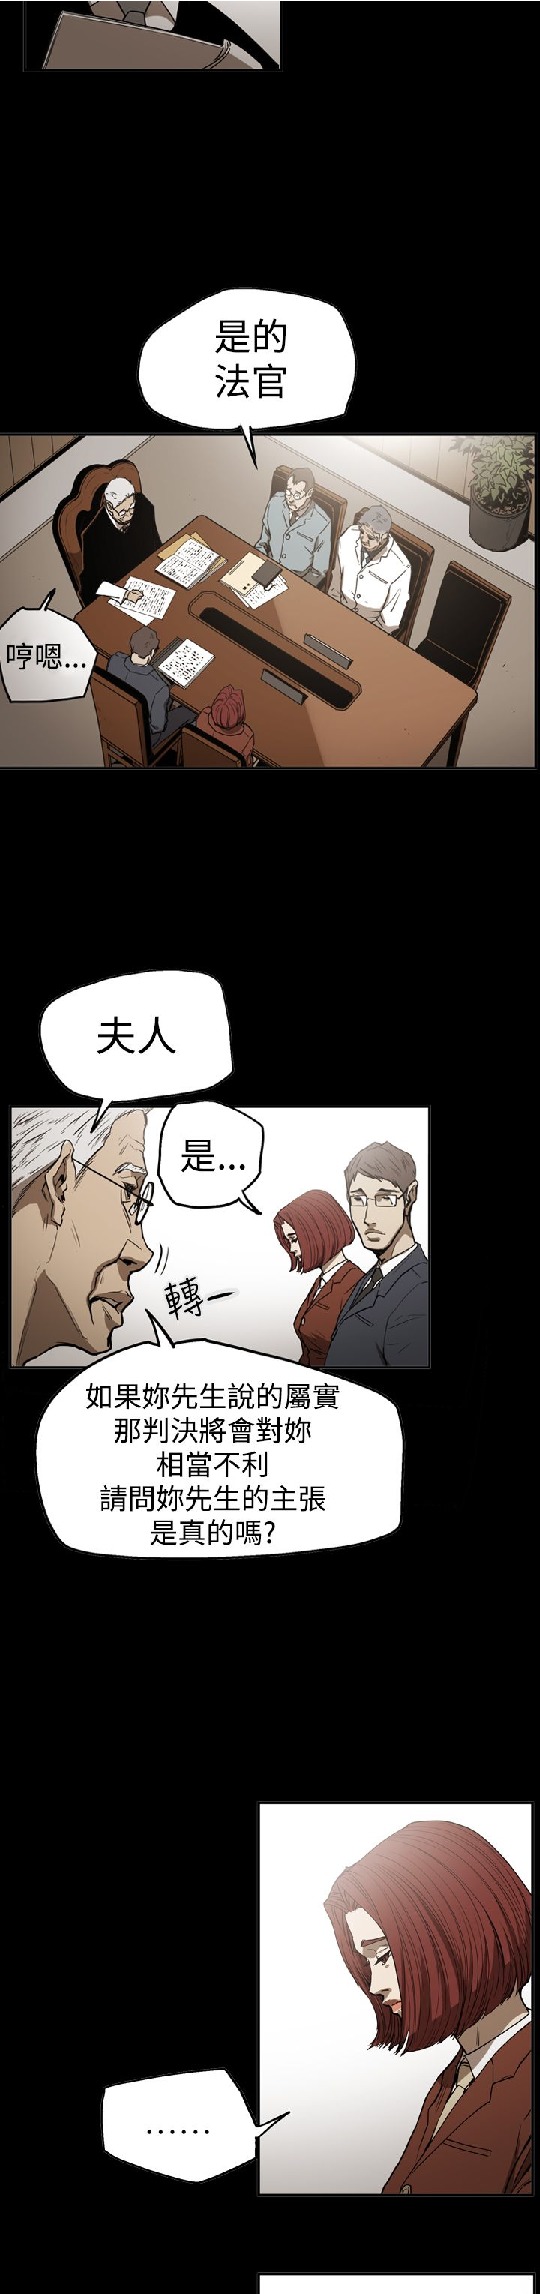 是的
法官
哼嗯…
夫人
是…
轉一
如果妳先生說的屬實
那判決將會對妳
相當不利
請問妳先生的主張
是真的嗎?
……